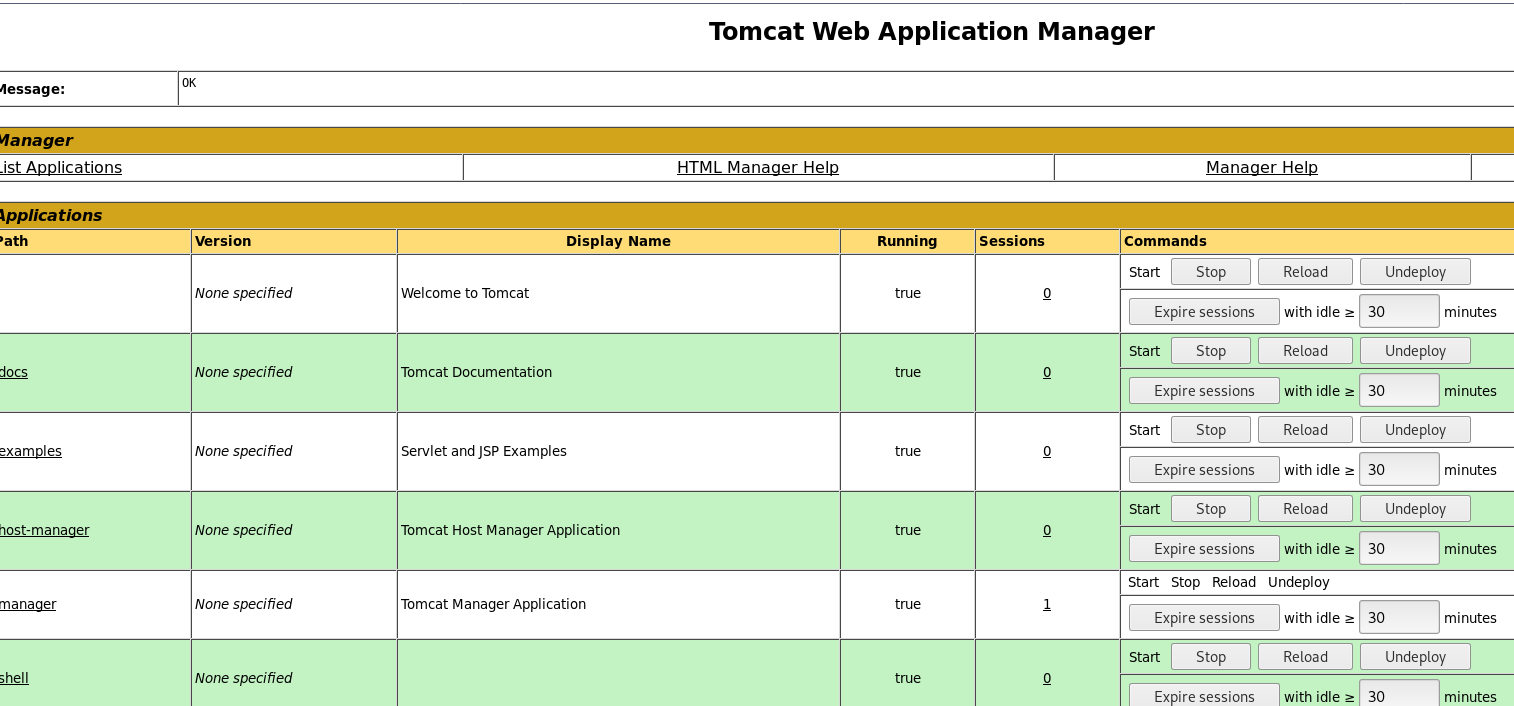 Tomcat Web Application Manager
Message: OK
Manager
List Applications HTML Manager Help Manager Help
Applications
Path Version Display Name Running Sessions Commands
Start Stop Reload Undeploy
None specified Welcome to Tomcat true 0
Expire sessions with idle ≥ 30 minutes
Start Stop Reload Undeploy
docs None specified Tomcat Documentation true 0
Expire sessions with idle ≥ 30 minutes
Start Stop Reload Undeploy
examples None specified Servlet and JSP Examples true 0
Expire sessions with idle ≥ 30 minutes
Start Stop Reload Undeploy
host-manager None specified Tomcat Host Manager Application true 0
Expire sessions with idle ≥ 30 minutes
Start Stop Reload Undeploy
manager None specified Tomcat Manager Application true 1
Expire sessions with idle ≥ 30 minutes
Start Stop Reload Undeploy
shell None specified true 0
Expire sessions with idle ≥ 30 minutes